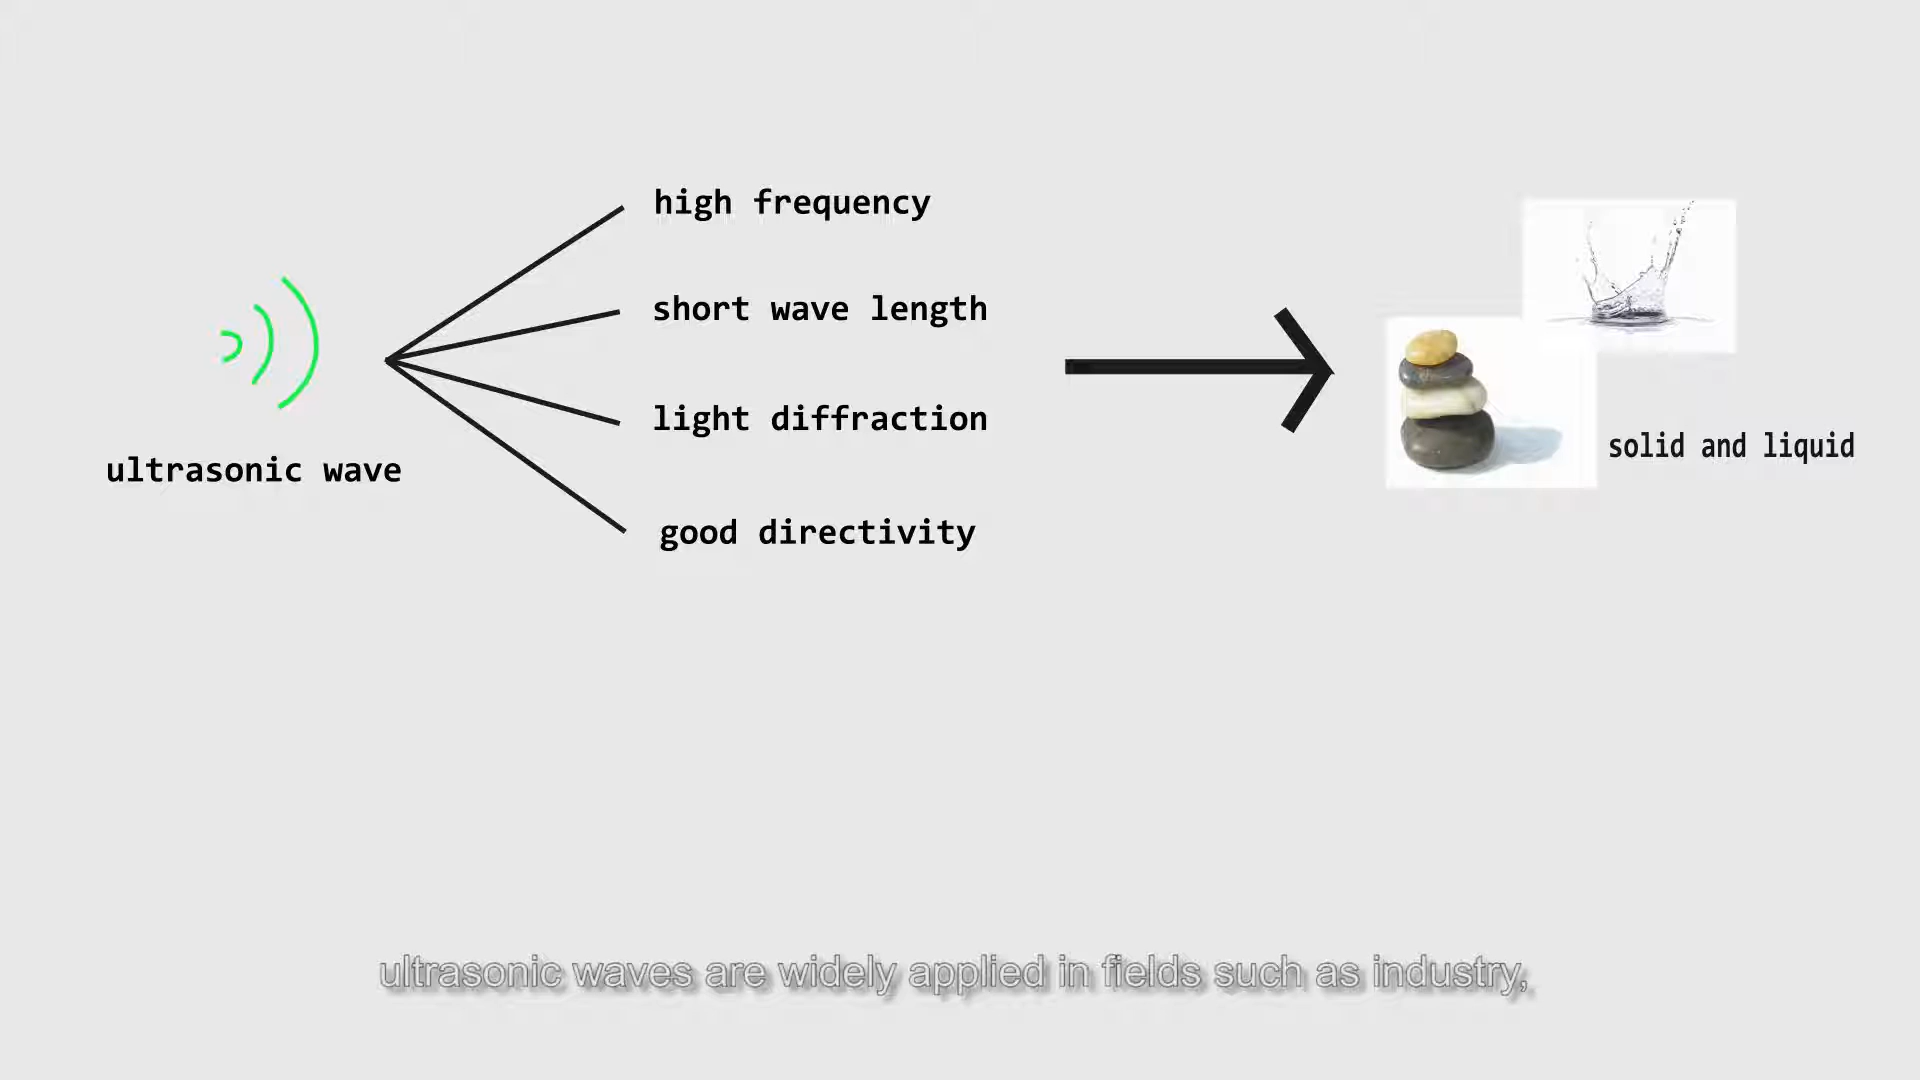 high frequency
short wave length
light diffraction
good directivity
ultrasonic wave
solid and liquid
ultrasonic waves are widely applied in fields such as industry,